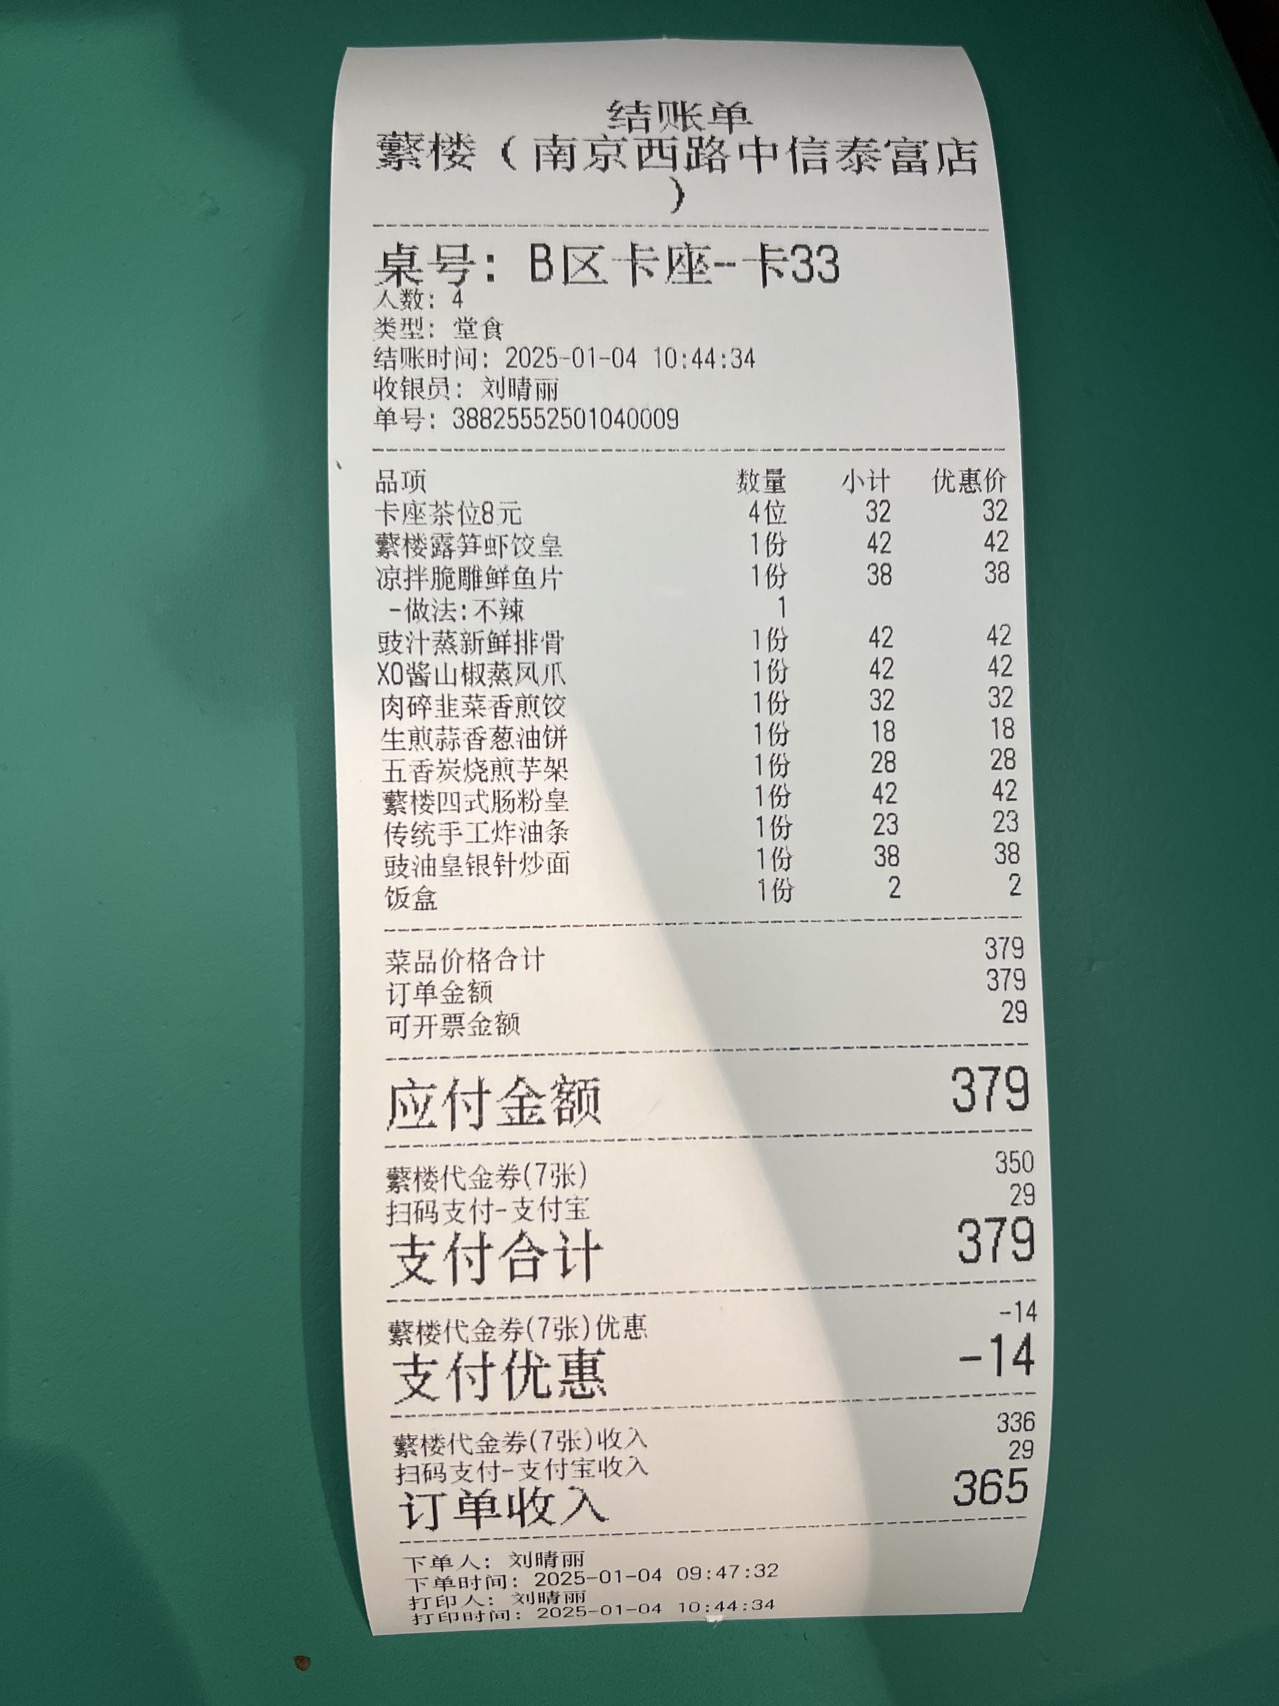 结账单
蘩楼（南京西路中信泰富店
）
桌号：B区卡座-卡33
人数：4
类型：堂食
结账时间：2025-01-04 10:44:34
收银员：刘晴丽
单号：38825552501040009
品项 数量 小计 优惠价
卡座茶位8元 4位 32 32
蘩楼露笋虾饺皇 1份 42 42
凉拌脆雕鲜鱼片 1份 38 38
-做法:不辣 1
豉汁蒸新鲜排骨 1份 42 42
XO酱山椒蒸凤爪 1份 42 42
肉碎韭菜香煎饺 1份 32 32
生煎蒜香葱油饼 1份 18 18
五香炭烧煎芋架 1份 28 28
蘩楼四式肠粉皇 1份 42 42
传统手工炸油条 1份 23 23
豉油皇银针炒面 1份 38 38
饭盒 1份 2 2
菜品价格合计 379
订单金额 379
可开票金额 29
应付金额 379
蘩楼代金券(7张) 350
扫码支付-支付宝 29
支付合计 379
蘩楼代金券(7张)优惠 -14
支付优惠 -14
蘩楼代金券(7张)收入 336
扫码支付-支付宝收入 29
订单收入 365
下单人：刘晴丽
下单时间：2025-01-04 09:47:32
打印人：刘晴丽
打印时间：2025-01-04 10:44:34